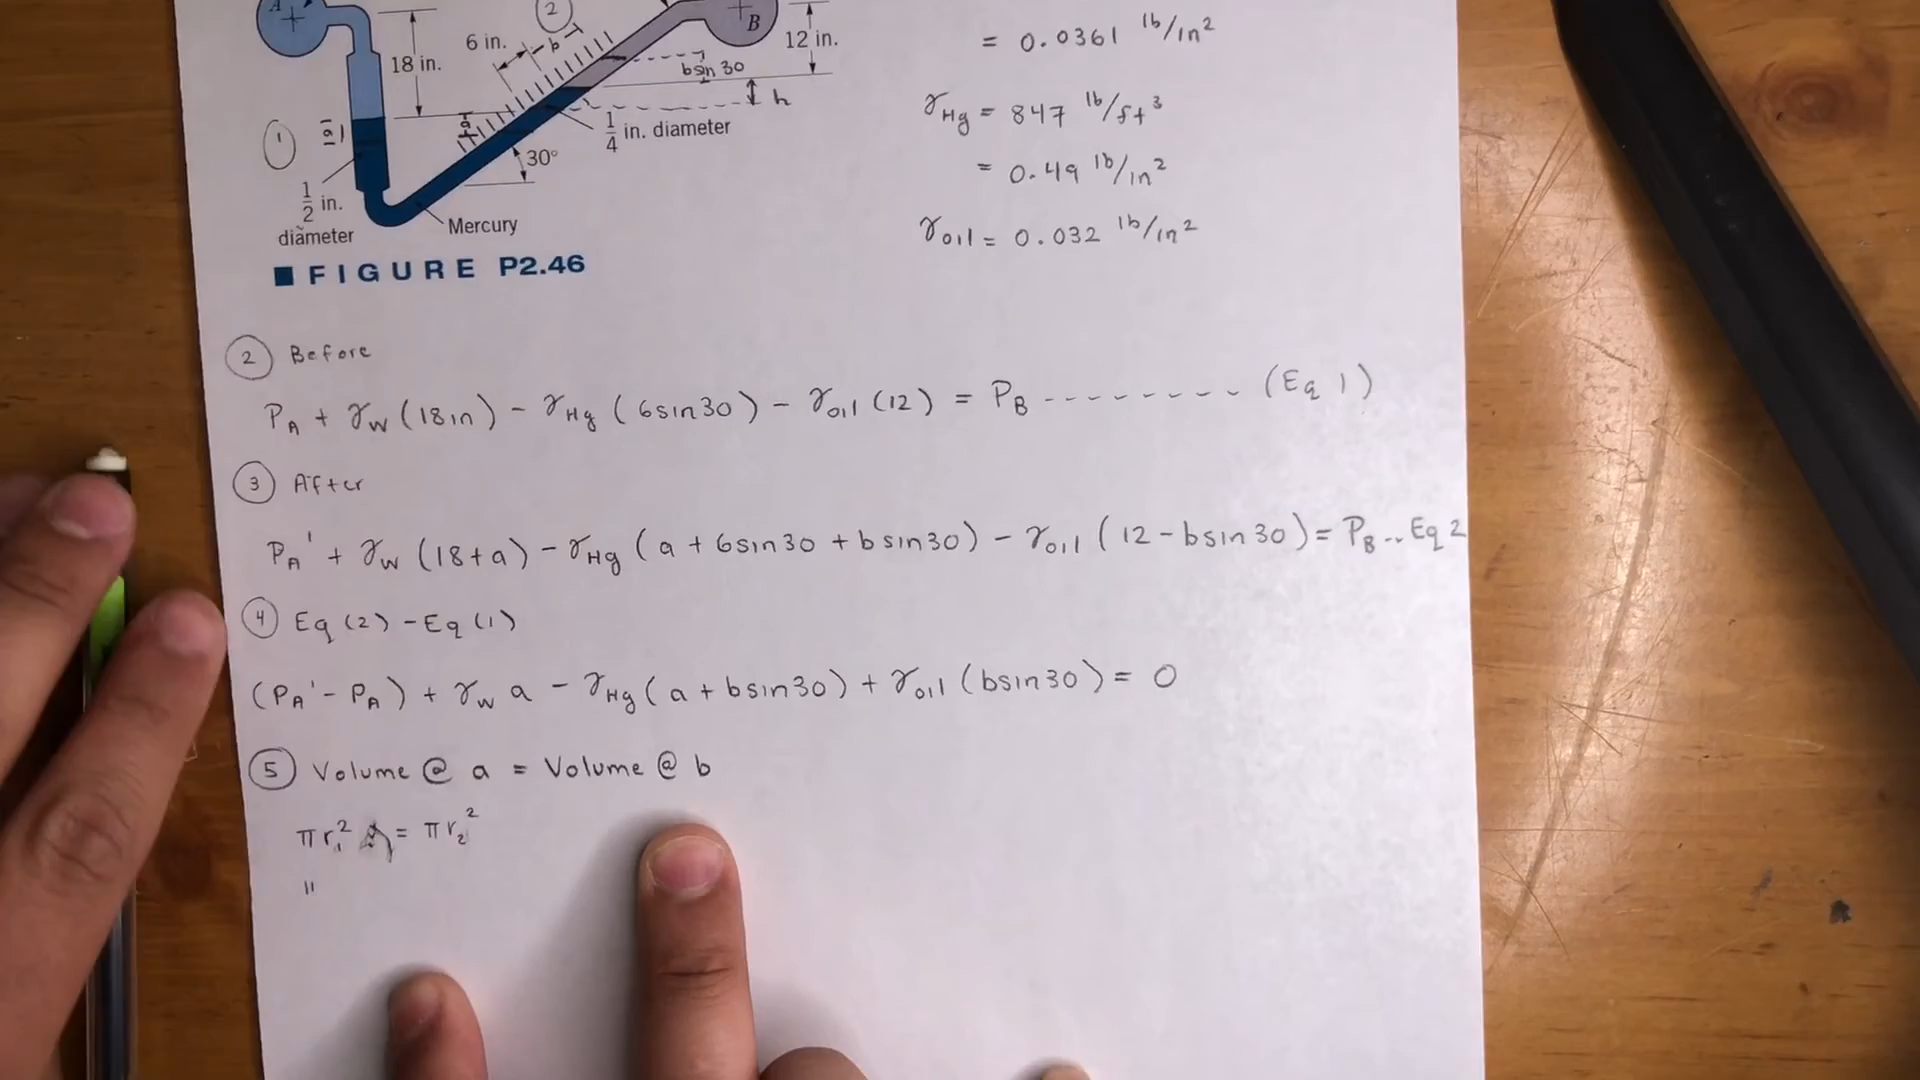 A
②
B
6 in.
b
12 in.
18 in.
bsin 30
h
①
a
a
1/4 in. diameter
30°
1/2 in.
diameter
Mercury
■ FIGURE P2.46
= 0.0361 lb/in²
γHg = 847 lb/ft³
= 0.49 lb/in²
γoil = 0.032 lb/in²
② Before
PA + γw (18in) - γHg (6sin30) - γoil (12) = PB -------- (Eq 1)
③ After
PA' + γw (18+a) - γHg (a + 6sin30 + bsin30) - γoil (12 - bsin30) = PB -- Eq 2
④ Eq (2) - Eq (1)
(PA' - PA) + γw a - γHg (a + bsin30) + γoil (bsin30) = 0
⑤ Volume @ a = Volume @ b
πr₁² = πr₂²
"